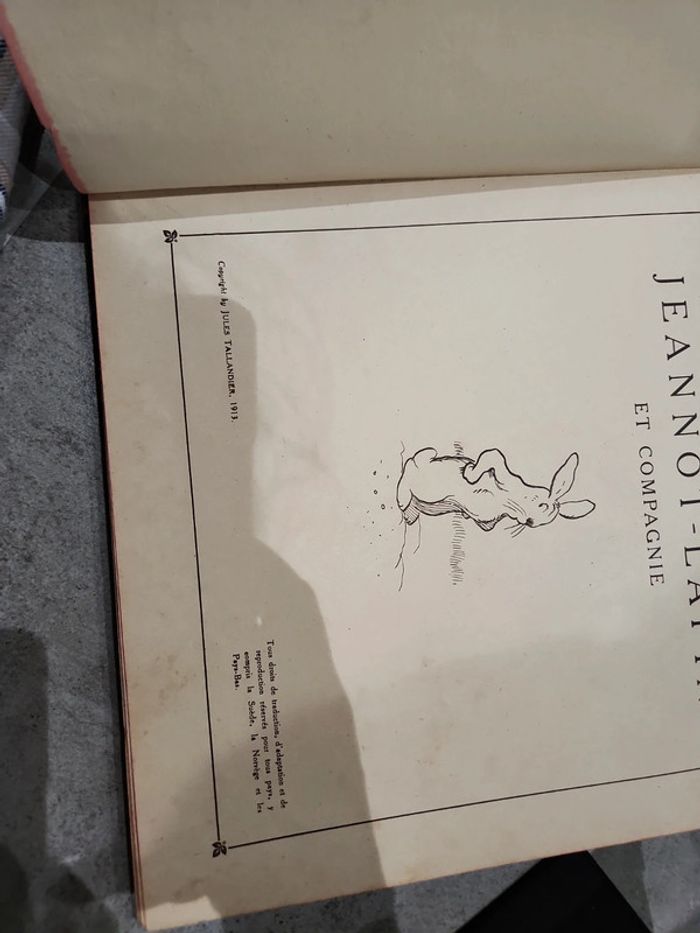 JEANNOT-LAPI
ET COMPAGNIE
Copyright by JULES TALLANDIER, 1913.
Tous droits de traduction, d'adaptation et de
reproduction réservés pour tous pays, y
compris la Suède, la Norvège et les
Pays-Bas.